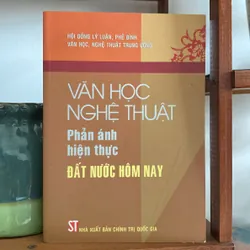 HỘI ĐỒNG LÝ LUẬN, PHÊ BÌNH
VĂN HỌC, NGHỆ THUẬT TRUNG ƯƠNG
VĂN HỌC
NGHỆ THUẬT
Phản ánh
hiện thực
ĐẤT NƯỚC HÔM NAY
ST NHÀ XUẤT BẢN CHÍNH TRỊ QUỐC GIA